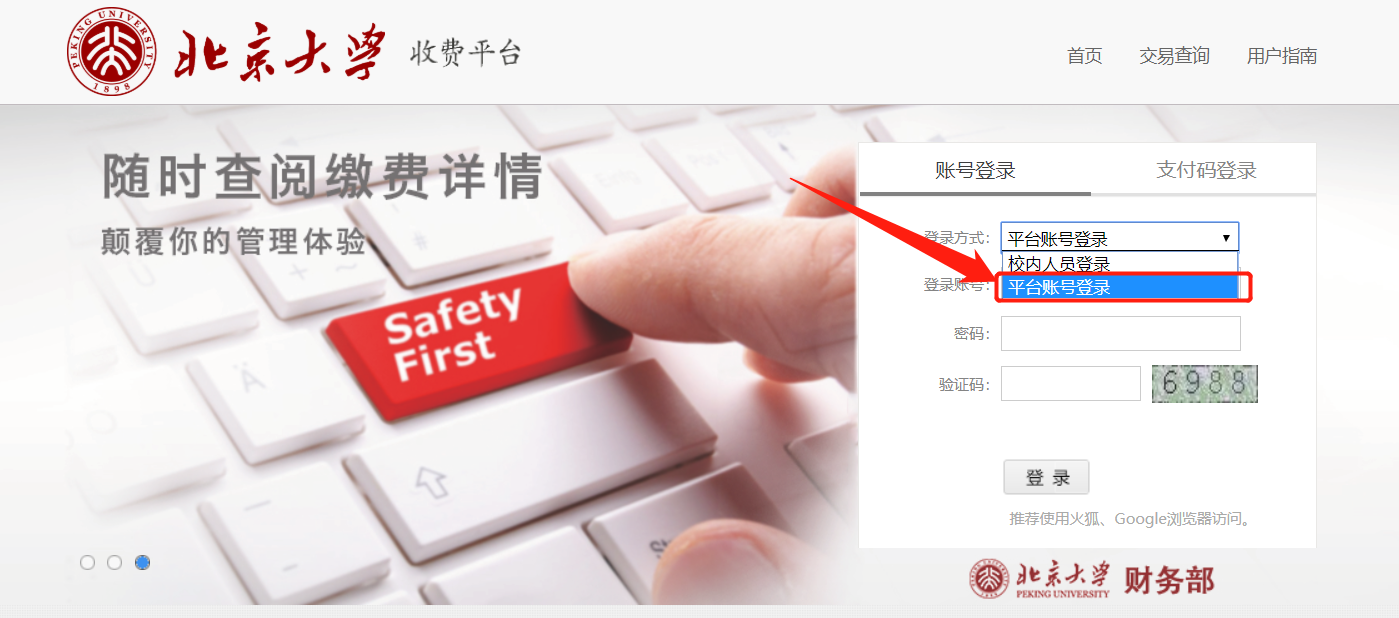 PEKING UNIVERSITY
1898
北京大学 收费平台
首页 交易查询 用户指南
随时查阅缴费详情
颠覆你的管理体验
Safety
First
账号登录 支付码登录
登录方式： 平台账号登录
校内人员登录
登录账号： 平台账号登录
密码：
验证码： 6988
登 录
推荐使用火狐、Google浏览器访问。
北京大学 财务部
PEKING UNIVERSITY